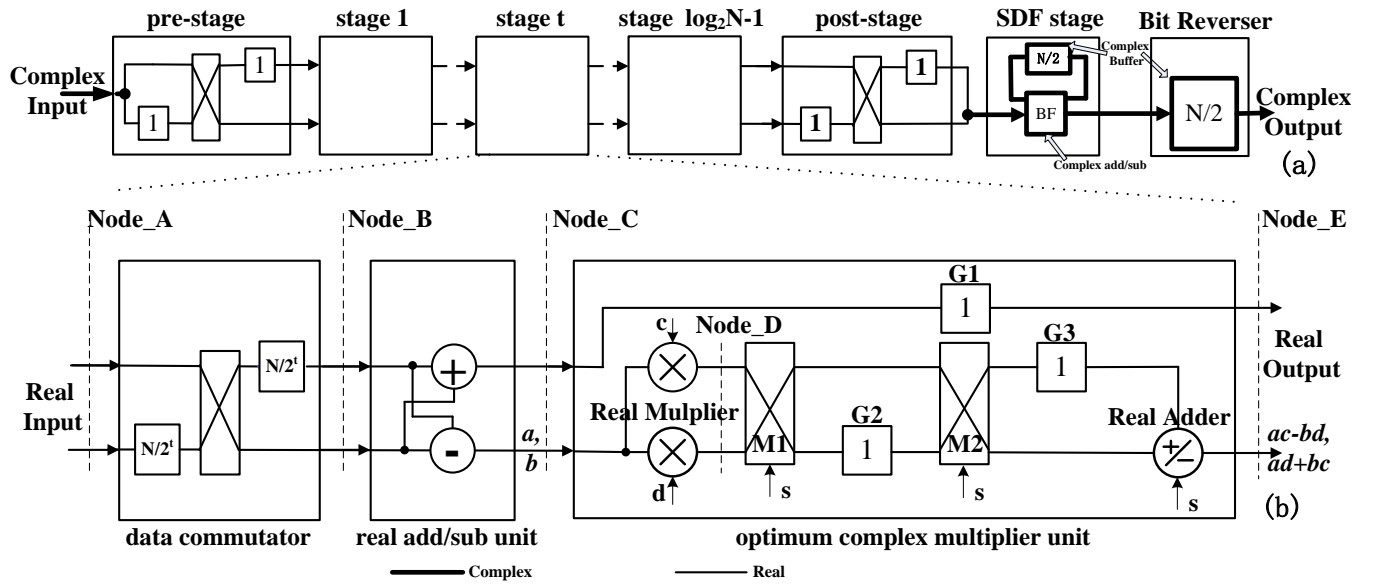 pre-stage stage 1 stage t stage log₂N-1 post-stage SDF stage Bit Reverser
Complex Input
1
1
1
1
N/2
BF
Complex Buffer
Complex add/sub
N/2
Complex Output
(a)
Node_A Node_B Node_C Node_E
G1
1
c
Node_D
G3
1
Real Output
N/2ᵗ
+
Real Input
Real Mulplier
G2
Real Adder
N/2ᵗ
-
a,
b
M1
1
M2
+/-
ac-bd,
ad+bc
d
s
s
s
(b)
data commutator real add/sub unit optimum complex multiplier unit
Complex Real